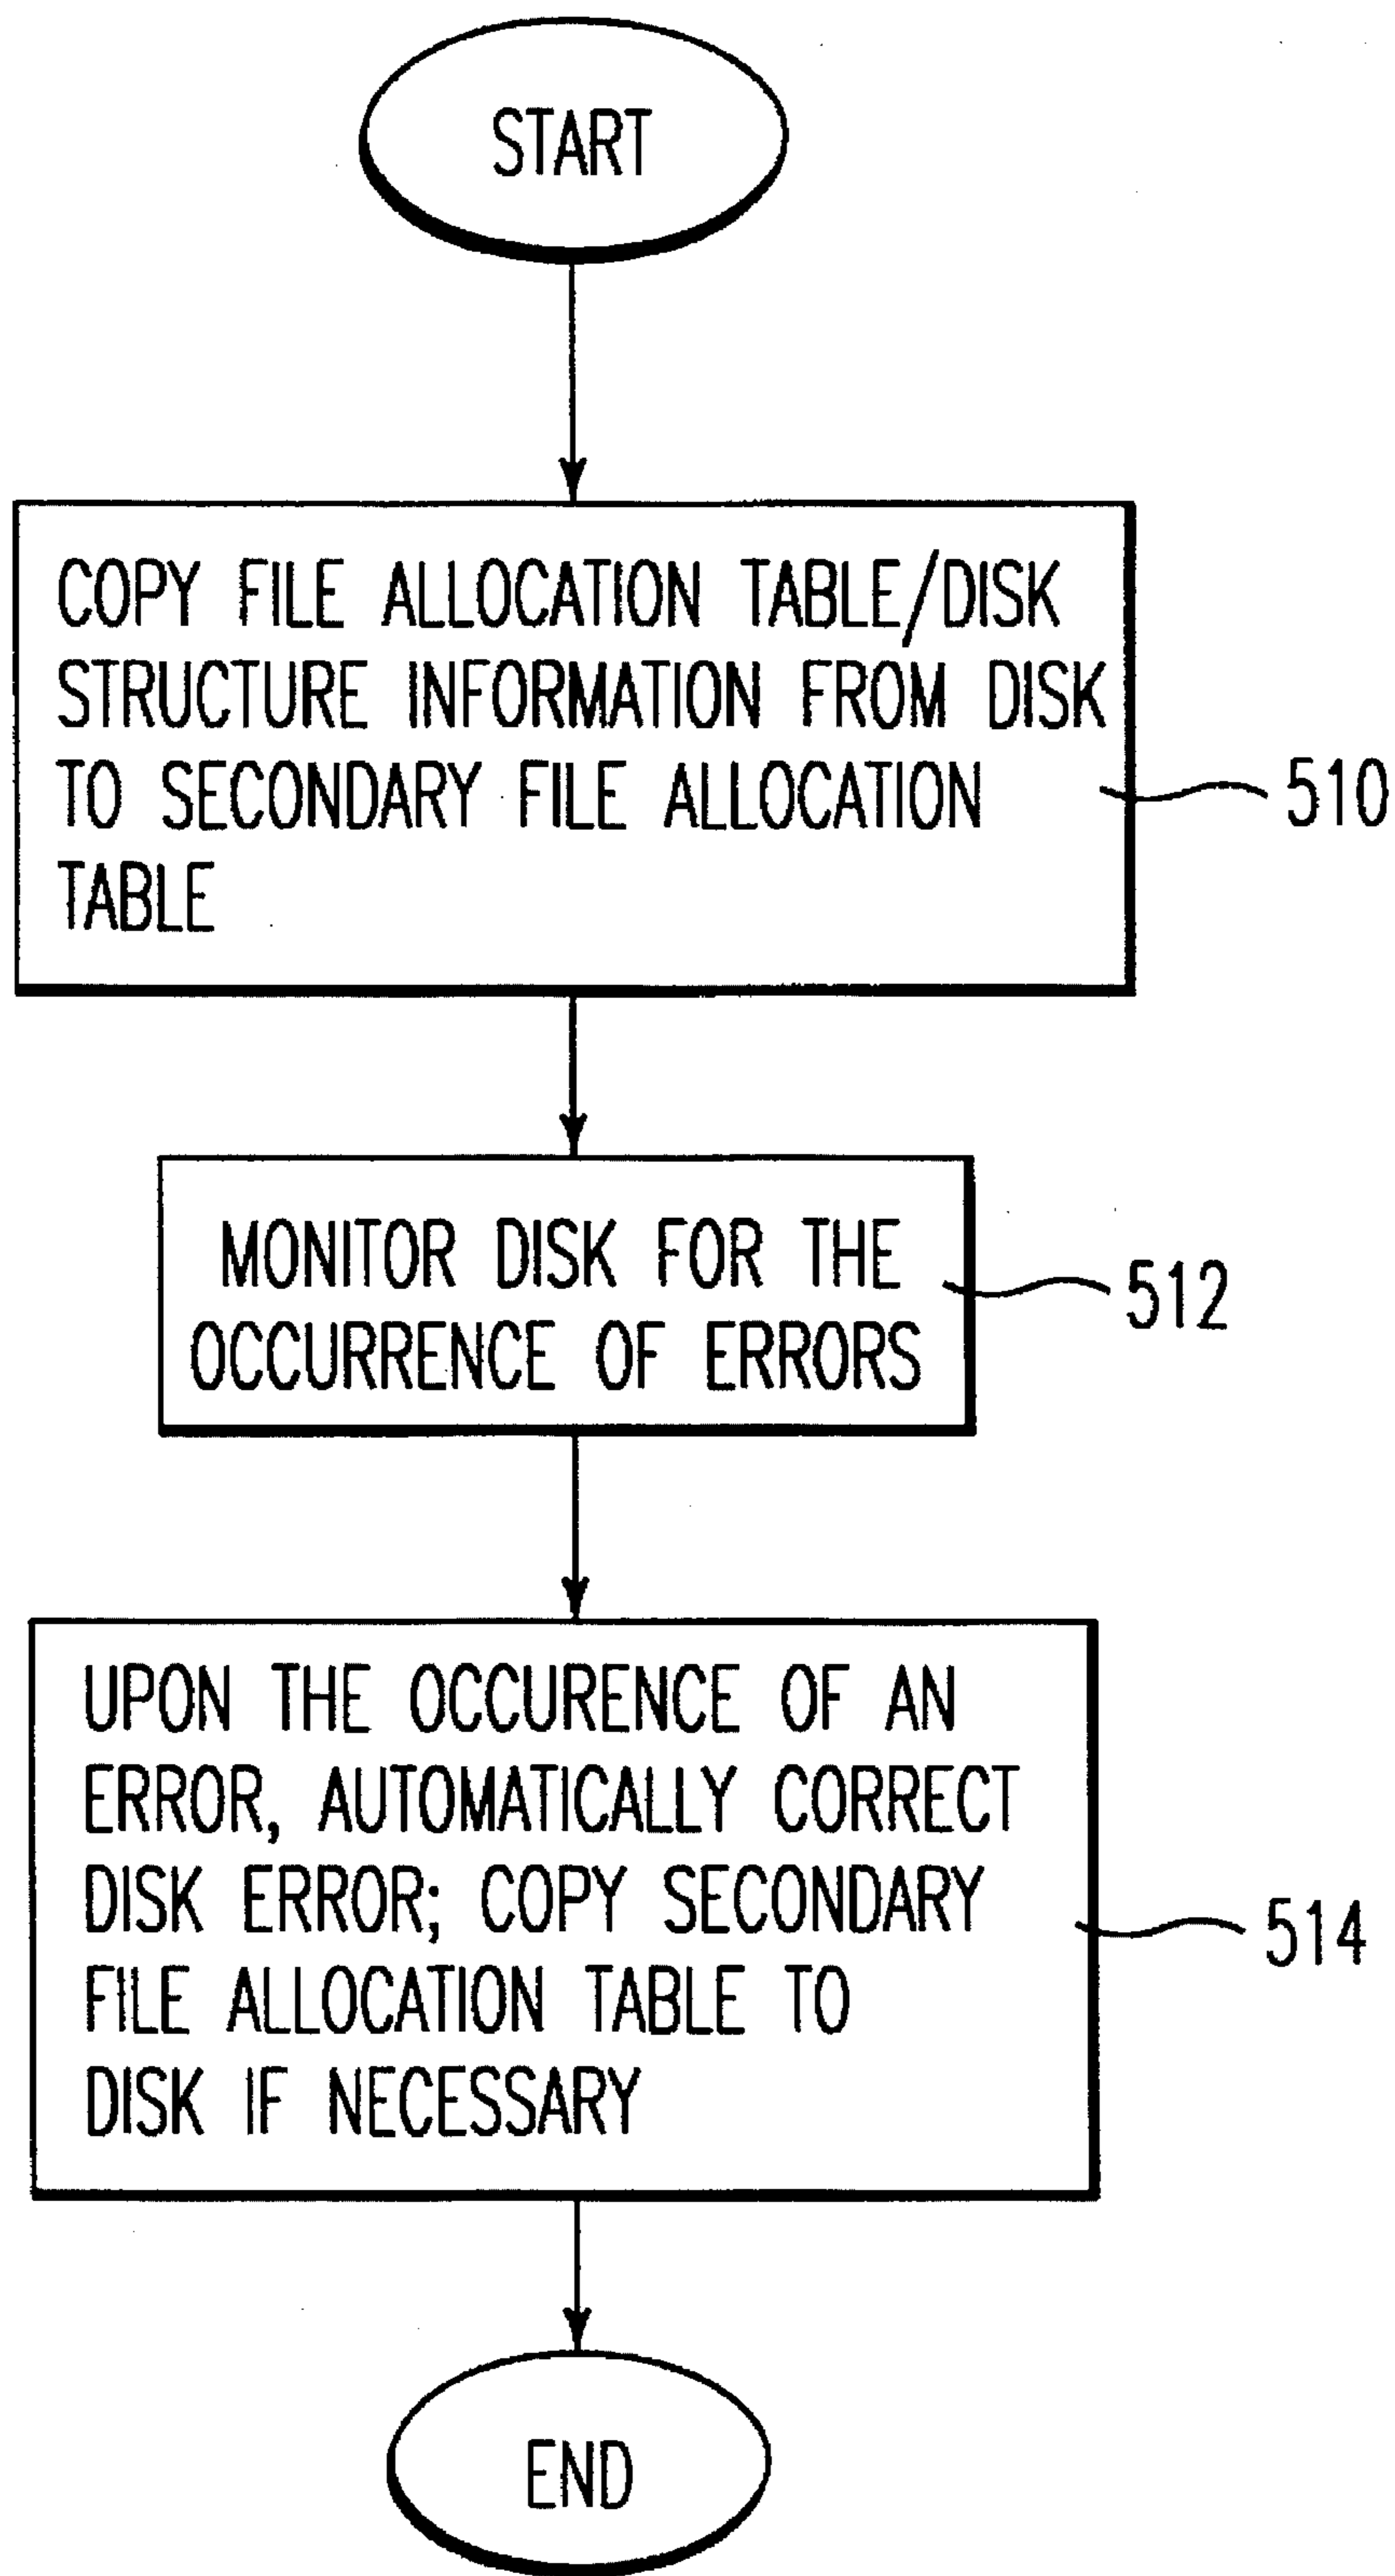 START
COPY FILE ALLOCATION TABLE/DISK
STRUCTURE INFORMATION FROM DISK
TO SECONDARY FILE ALLOCATION
TABLE
510
MONITOR DISK FOR THE
OCCURRENCE OF ERRORS
512
UPON THE OCCURENCE OF AN
ERROR, AUTOMATICALLY CORRECT
DISK ERROR; COPY SECONDARY
FILE ALLOCATION TABLE TO
DISK IF NECESSARY
514
END